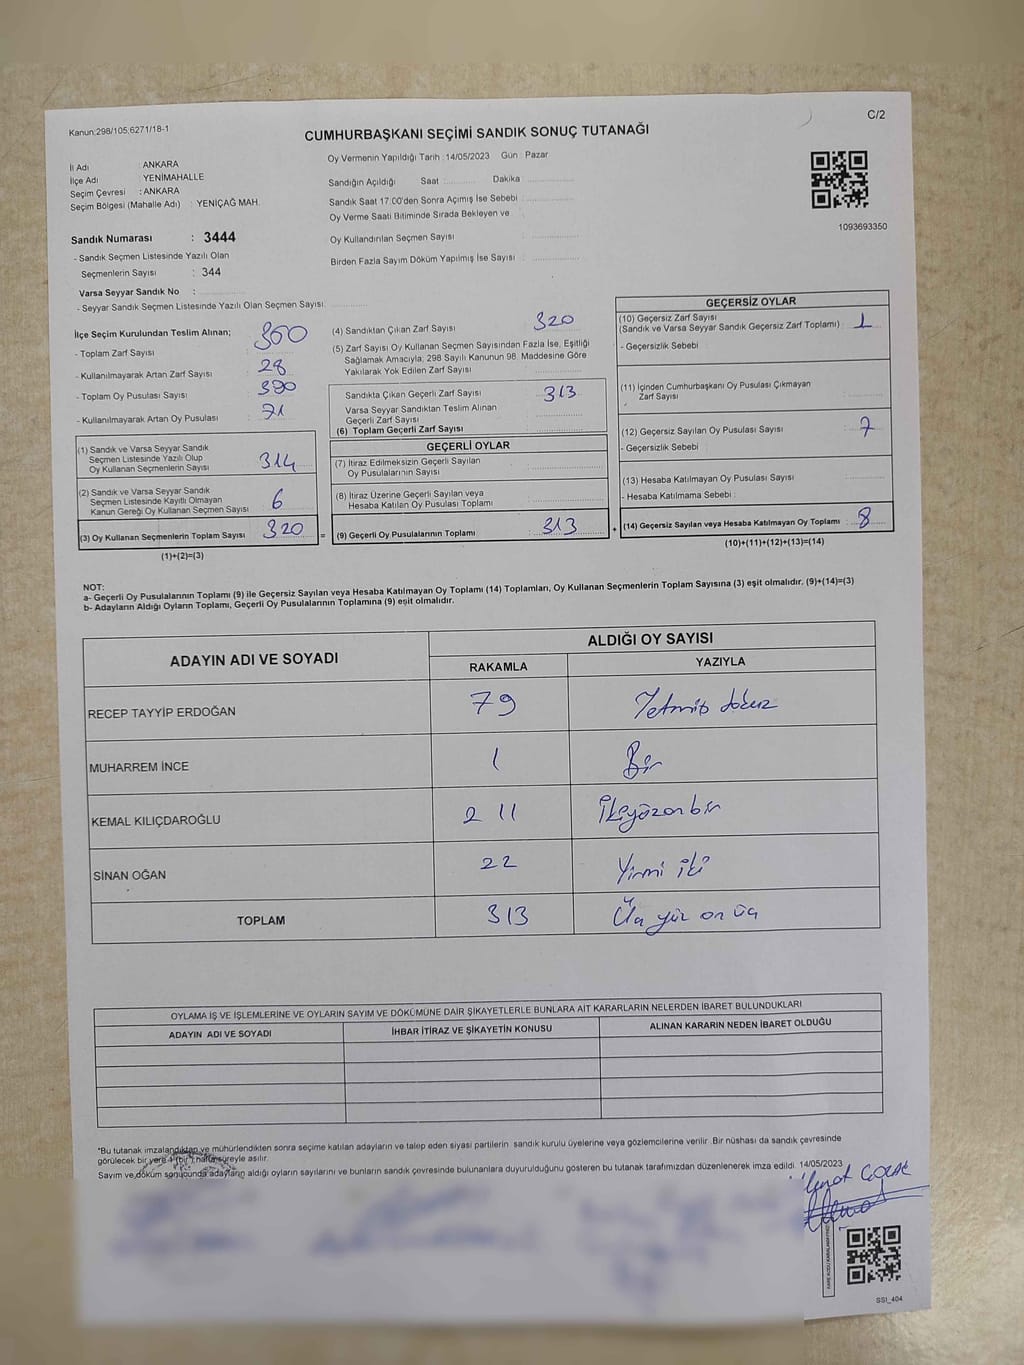 Kanun:298/105,6271/18-1
C/2
CUMHURBAŞKANI SEÇİMİ SANDIK SONUÇ TUTANAĞI
İl Adı : ANKARA
İlçe Adı : YENİMAHALLE
Seçim Çevresi : ANKARA
Seçim Bölgesi (Mahalle Adı) : YENİÇAĞ MAH.
Sandık Numarası : 3444
- Sandık Seçmen Listesinde Yazılı Olan
Seçmenlerin Sayısı : 344
Varsa Seyyar Sandık No :
- Seyyar Sandık Seçmen Listesinde Yazılı Olan Seçmen Sayısı:
Oy Vermenin Yapıldığı Tarih : 14/05/2023 Gün : Pazar
Sandığın Açıldığı Saat : Dakika :
Sandık Saat 17.00'den Sonra Açımış İse Sebebi :
Oy Verme Saati Bitiminde Sırada Bekleyen ve
Oy Kullandırılan Seçmen Sayısı :
Birden Fazla Sayım Döküm Yapılmış İse Sayısı :
1093693350
İlçe Seçim Kurulundan Teslim Alınan;
- Toplam Zarf Sayısı : 360
- Kullanılmayarak Artan Zarf Sayısı : 28
- Toplam Oy Pusulası Sayısı : 390
- Kullanılmayarak Artan Oy Pusulası : 71
(1) Sandık ve Varsa Seyyar Sandık
Seçmen Listesinde Yazılı Olup
Oy Kullanan Seçmenlerin Sayısı : 314
(2) Sandık ve Varsa Seyyar Sandık
Seçmen Listesinde Kayıtlı Olmayan
Kanun Gereği Oy Kullanan Seçmen Sayısı : 6
(3) Oy Kullanan Seçmenlerin Toplam Sayısı : 320
(1)+(2)=(3)
(4) Sandıktan Çıkan Zarf Sayısı : 320
(5) Zarf Sayısı Oy Kullanan Seçmen Sayısından Fazla İse, Eşitliği
Sağlamak Amacıyla; 298 Sayılı Kanunun 98. Maddesine Göre
Yakılarak Yok Edilen Zarf Sayısı :
Sandıkta Çıkan Geçerli Zarf Sayısı : 313
Varsa Seyyar Sandıktan Teslim Alınan
Geçerli Zarf Sayısı :
(6) Toplam Geçerli Zarf Sayısı :
GEÇERLİ OYLAR
(7) İtiraz Edilmeksizin Geçerli Sayılan
Oy Pusulalarının Sayısı :
(8) İtiraz Üzerine Geçerli Sayılan veya
Hesaba Katılan Oy Pusulası Toplamı :
= (9) Geçerli Oy Pusulalarının Toplamı : 313 +
GEÇERSİZ OYLAR
(10) Geçersiz Zarf Sayısı
(Sandık ve Varsa Seyyar Sandık Geçersiz Zarf Toplamı) : 1
- Geçersizlik Sebebi :
(11) İçinden Cumhurbaşkanı Oy Pusulası Çıkmayan
Zarf Sayısı :
(12) Geçersiz Sayılan Oy Pusulası Sayısı : 7
- Geçersizlik Sebebi :
(13) Hesaba Katılmayan Oy Pusulası Sayısı :
- Hesaba Katılmama Sebebi :
(14) Geçersiz Sayılan veya Hesaba Katılmayan Oy Toplamı : 8
(10)+(11)+(12)+(13)=(14)
NOT:
a- Geçerli Oy Pusulalarının Toplamı (9) ile Geçersiz Sayılan veya Hesaba Katılmayan Oy Toplamı (14) Toplamları, Oy Kullanan Seçmenlerin Toplam Sayısına (3) eşit olmalıdır. (9)+(14)=(3)
b- Adayların Aldığı Oyların Toplamı, Geçerli Oy Pusulalarının Toplamına (9) eşit olmalıdır.
ADAYIN ADI VE SOYADI
ALDIĞI OY SAYISI
RAKAMLA YAZIYLA
RECEP TAYYİP ERDOĞAN 79 Yetmiş dokuz
MUHARREM İNCE 1 Bir
KEMAL KILIÇDAROĞLU 211 İkiyüzonbir
SİNAN OĞAN 22 Yirmi iki
TOPLAM 313 Üç yüz on üç
OYLAMA İŞ VE İŞLEMLERİNE VE OYLARIN SAYIM VE DÖKÜMÜNE DAİR ŞİKAYETLERLE BUNLARA AİT KARARLARIN NELERDEN İBARET BULUNDUKLARI
ADAYIN ADI VE SOYADI İHBAR İTİRAZ VE ŞİKAYETİN KONUSU ALINAN KARARIN NEDEN İBARET OLDUĞU
*Bu tutanak imzalandıktan ve mühürlendikten sonra seçime katılan adayların ve talep eden siyasi partilerin sandık kurulu üyelerine veya gözlemcilerine verilir. Bir nüshası da sandık çevresinde
görülecek bir yere 1 (bir) hafta süreyle asılır.
Sayım ve döküm sonucunda adayların aldığı oyların sayılarını ve bunların sandık çevresinde bulunanlara duyurulduğunu gösteren bu tutanak tarafımızdan düzenlenerek imza edildi. 14/05/2023
SSI_404